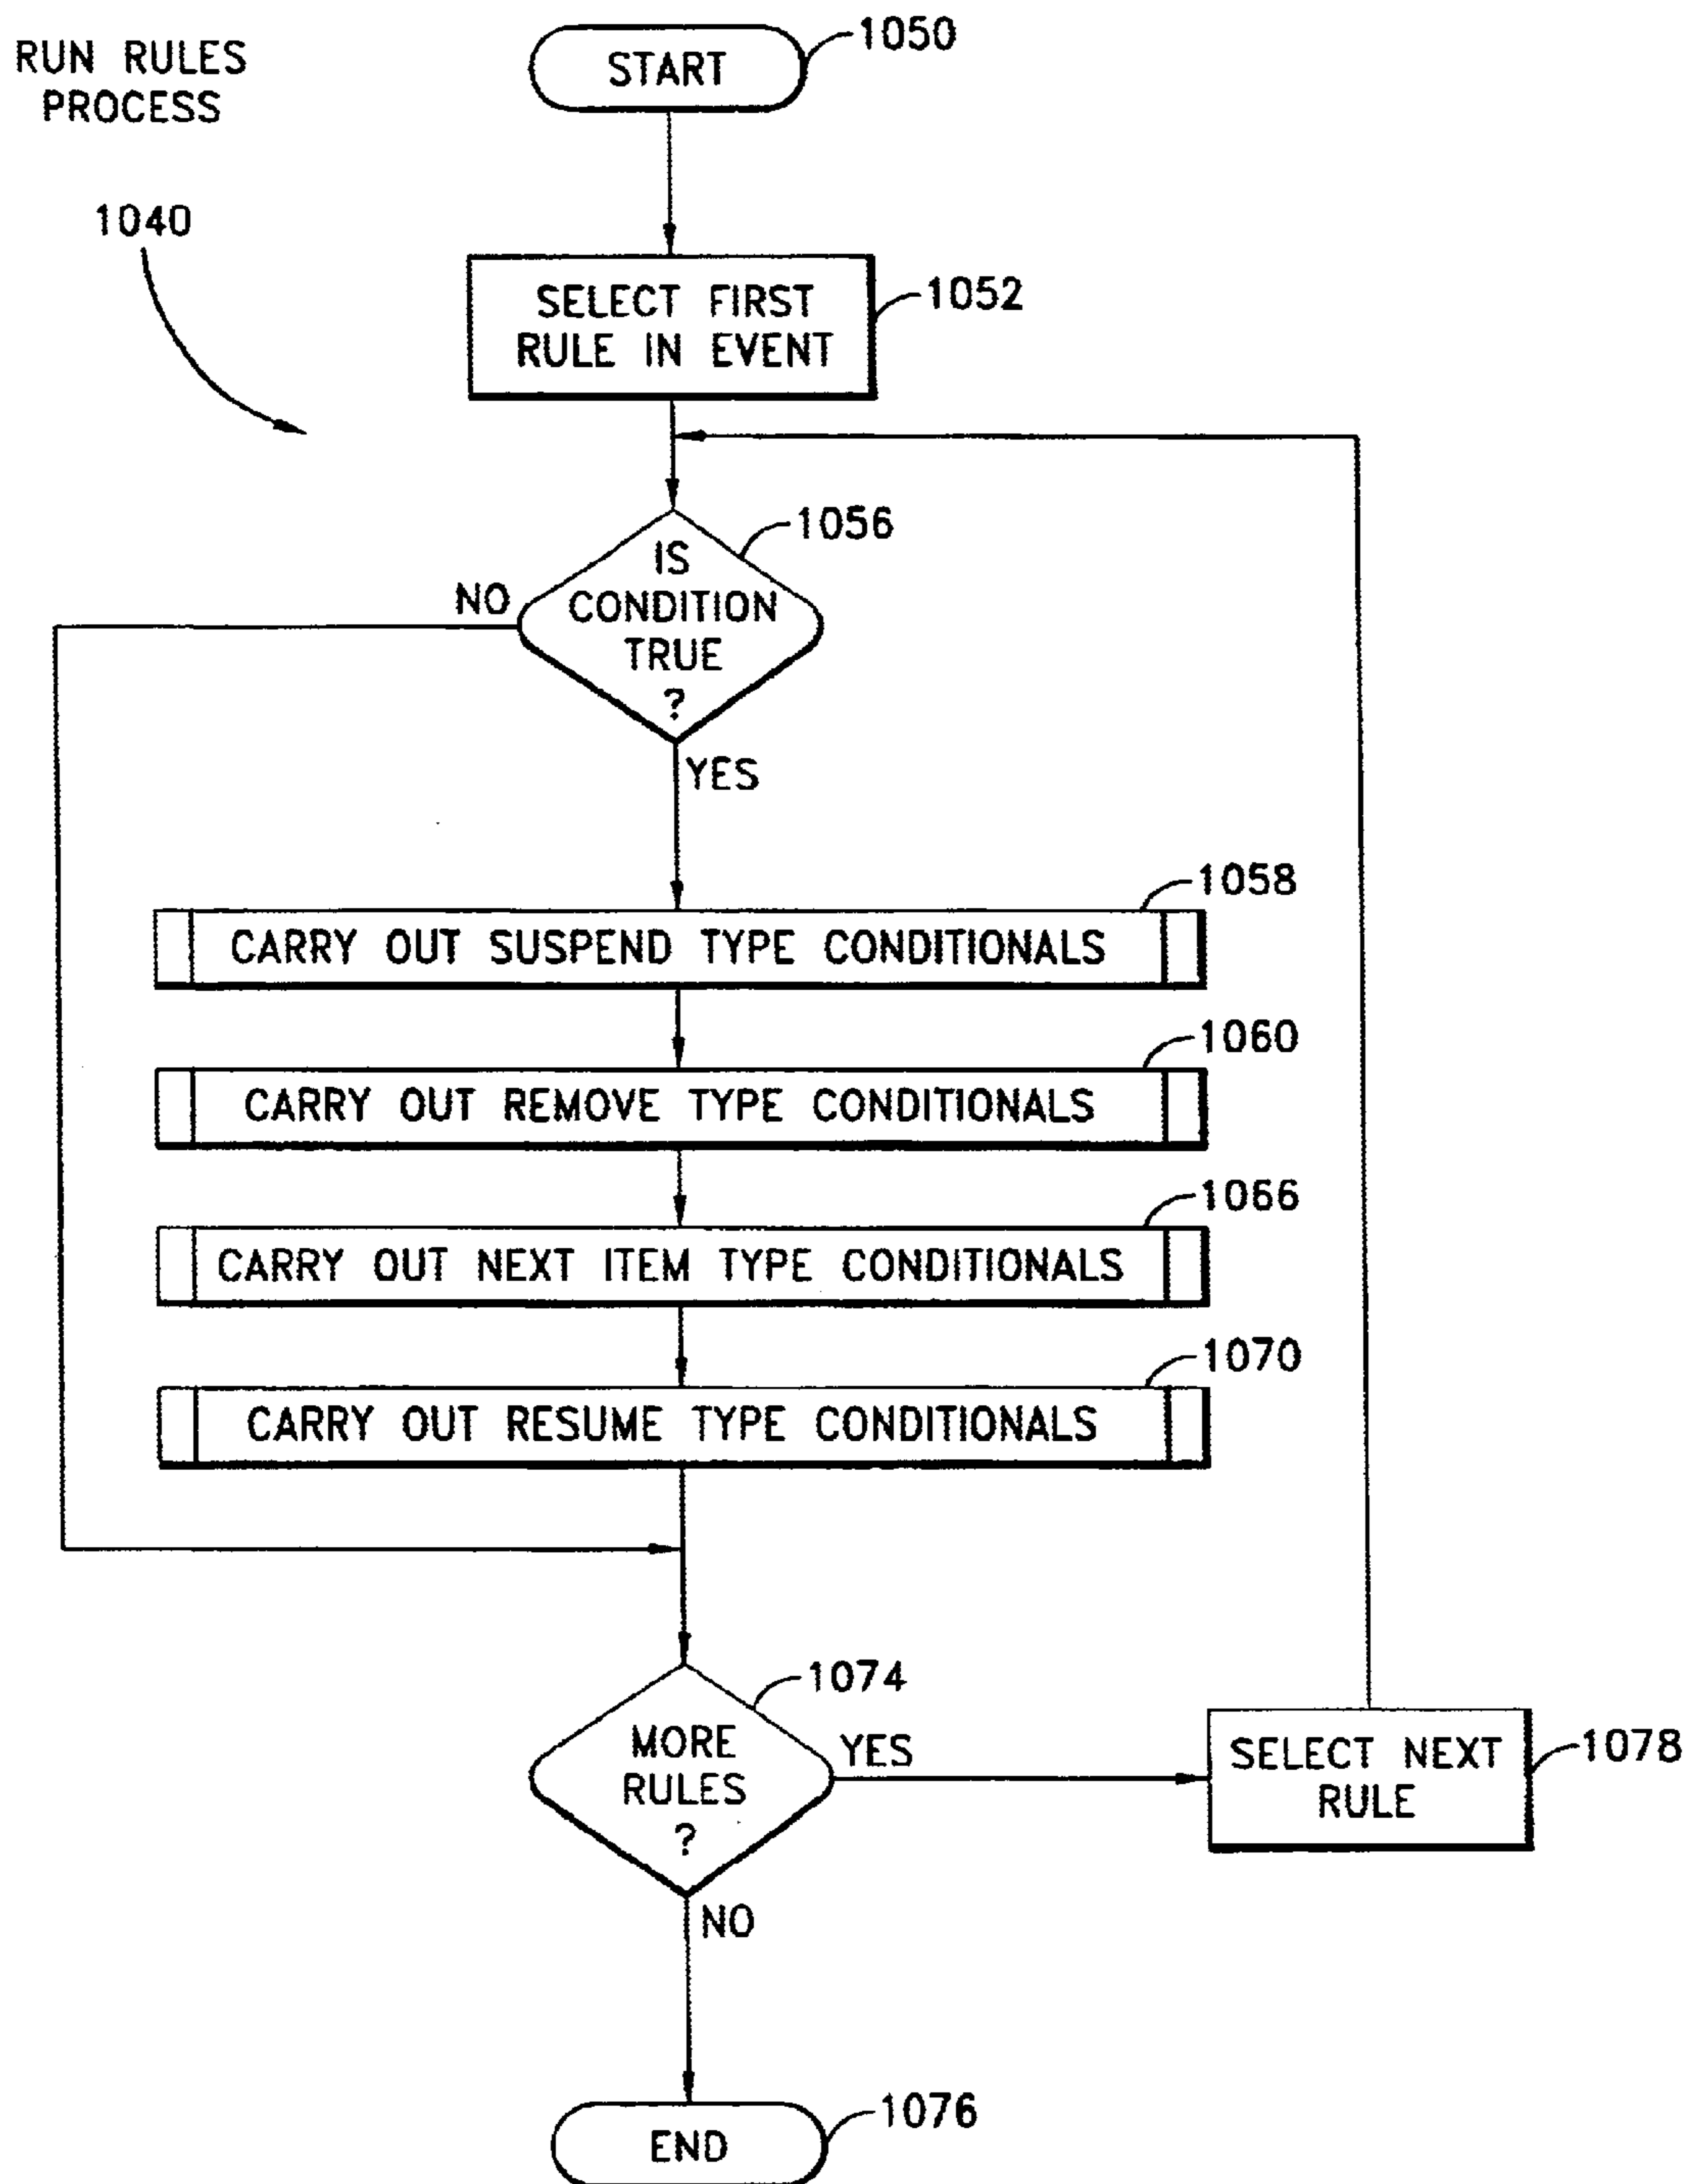 RUN RULES
PROCESS
1040
START
1050
SELECT FIRST
RULE IN EVENT
1052
IS
CONDITION
TRUE
?
1056
NO
YES
CARRY OUT SUSPEND TYPE CONDITIONALS
1058
CARRY OUT REMOVE TYPE CONDITIONALS
1060
CARRY OUT NEXT ITEM TYPE CONDITIONALS
1066
CARRY OUT RESUME TYPE CONDITIONALS
1070
MORE
RULES
?
1074
YES
SELECT NEXT
RULE
1078
NO
END
1076